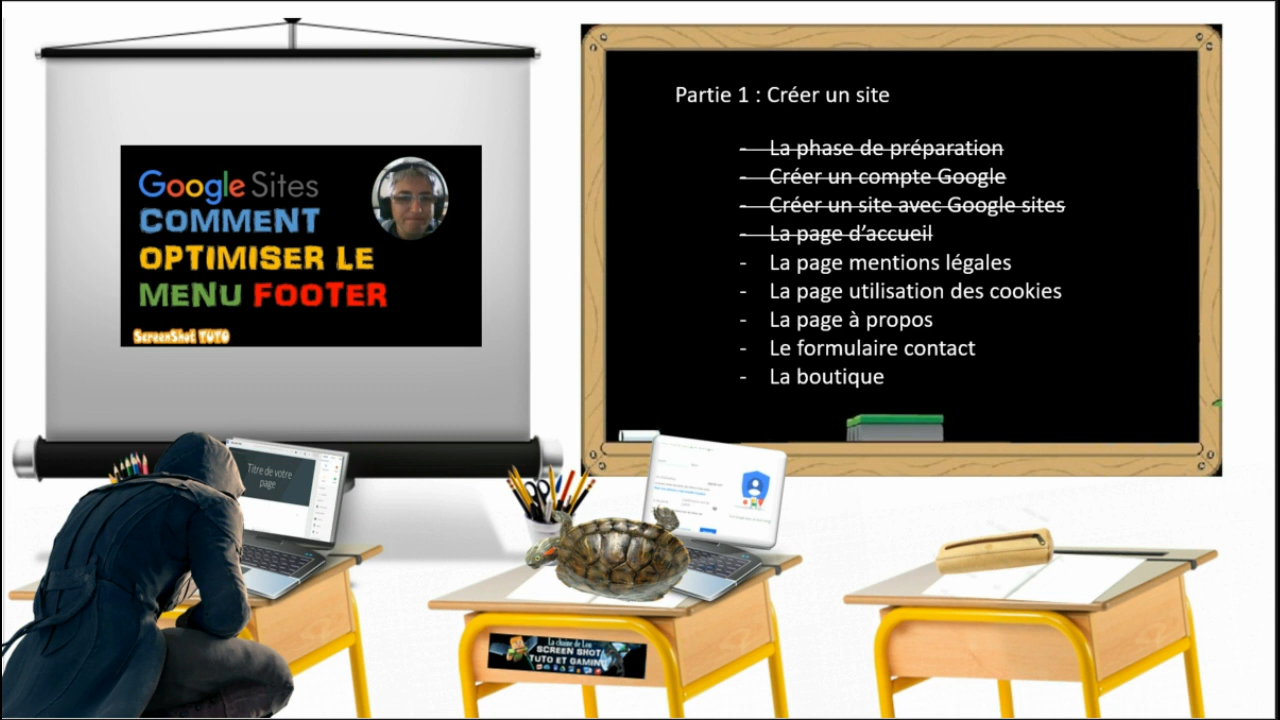 Google Sites
COMMENT
OPTIMISER LE
MENU FOOTER
ScreenShot TUTO
Partie 1 : Créer un site
- La phase de préparation
- Créer un compte Google
- Créer un site avec Google sites
- La page d'accueil
- La page mentions légales
- La page utilisation des cookies
- La page à propos
- Le formulaire contact
- La boutique
Titre de votre
page
La chaine de Leu
SCREEN SHOT
TUTO ET GAMING